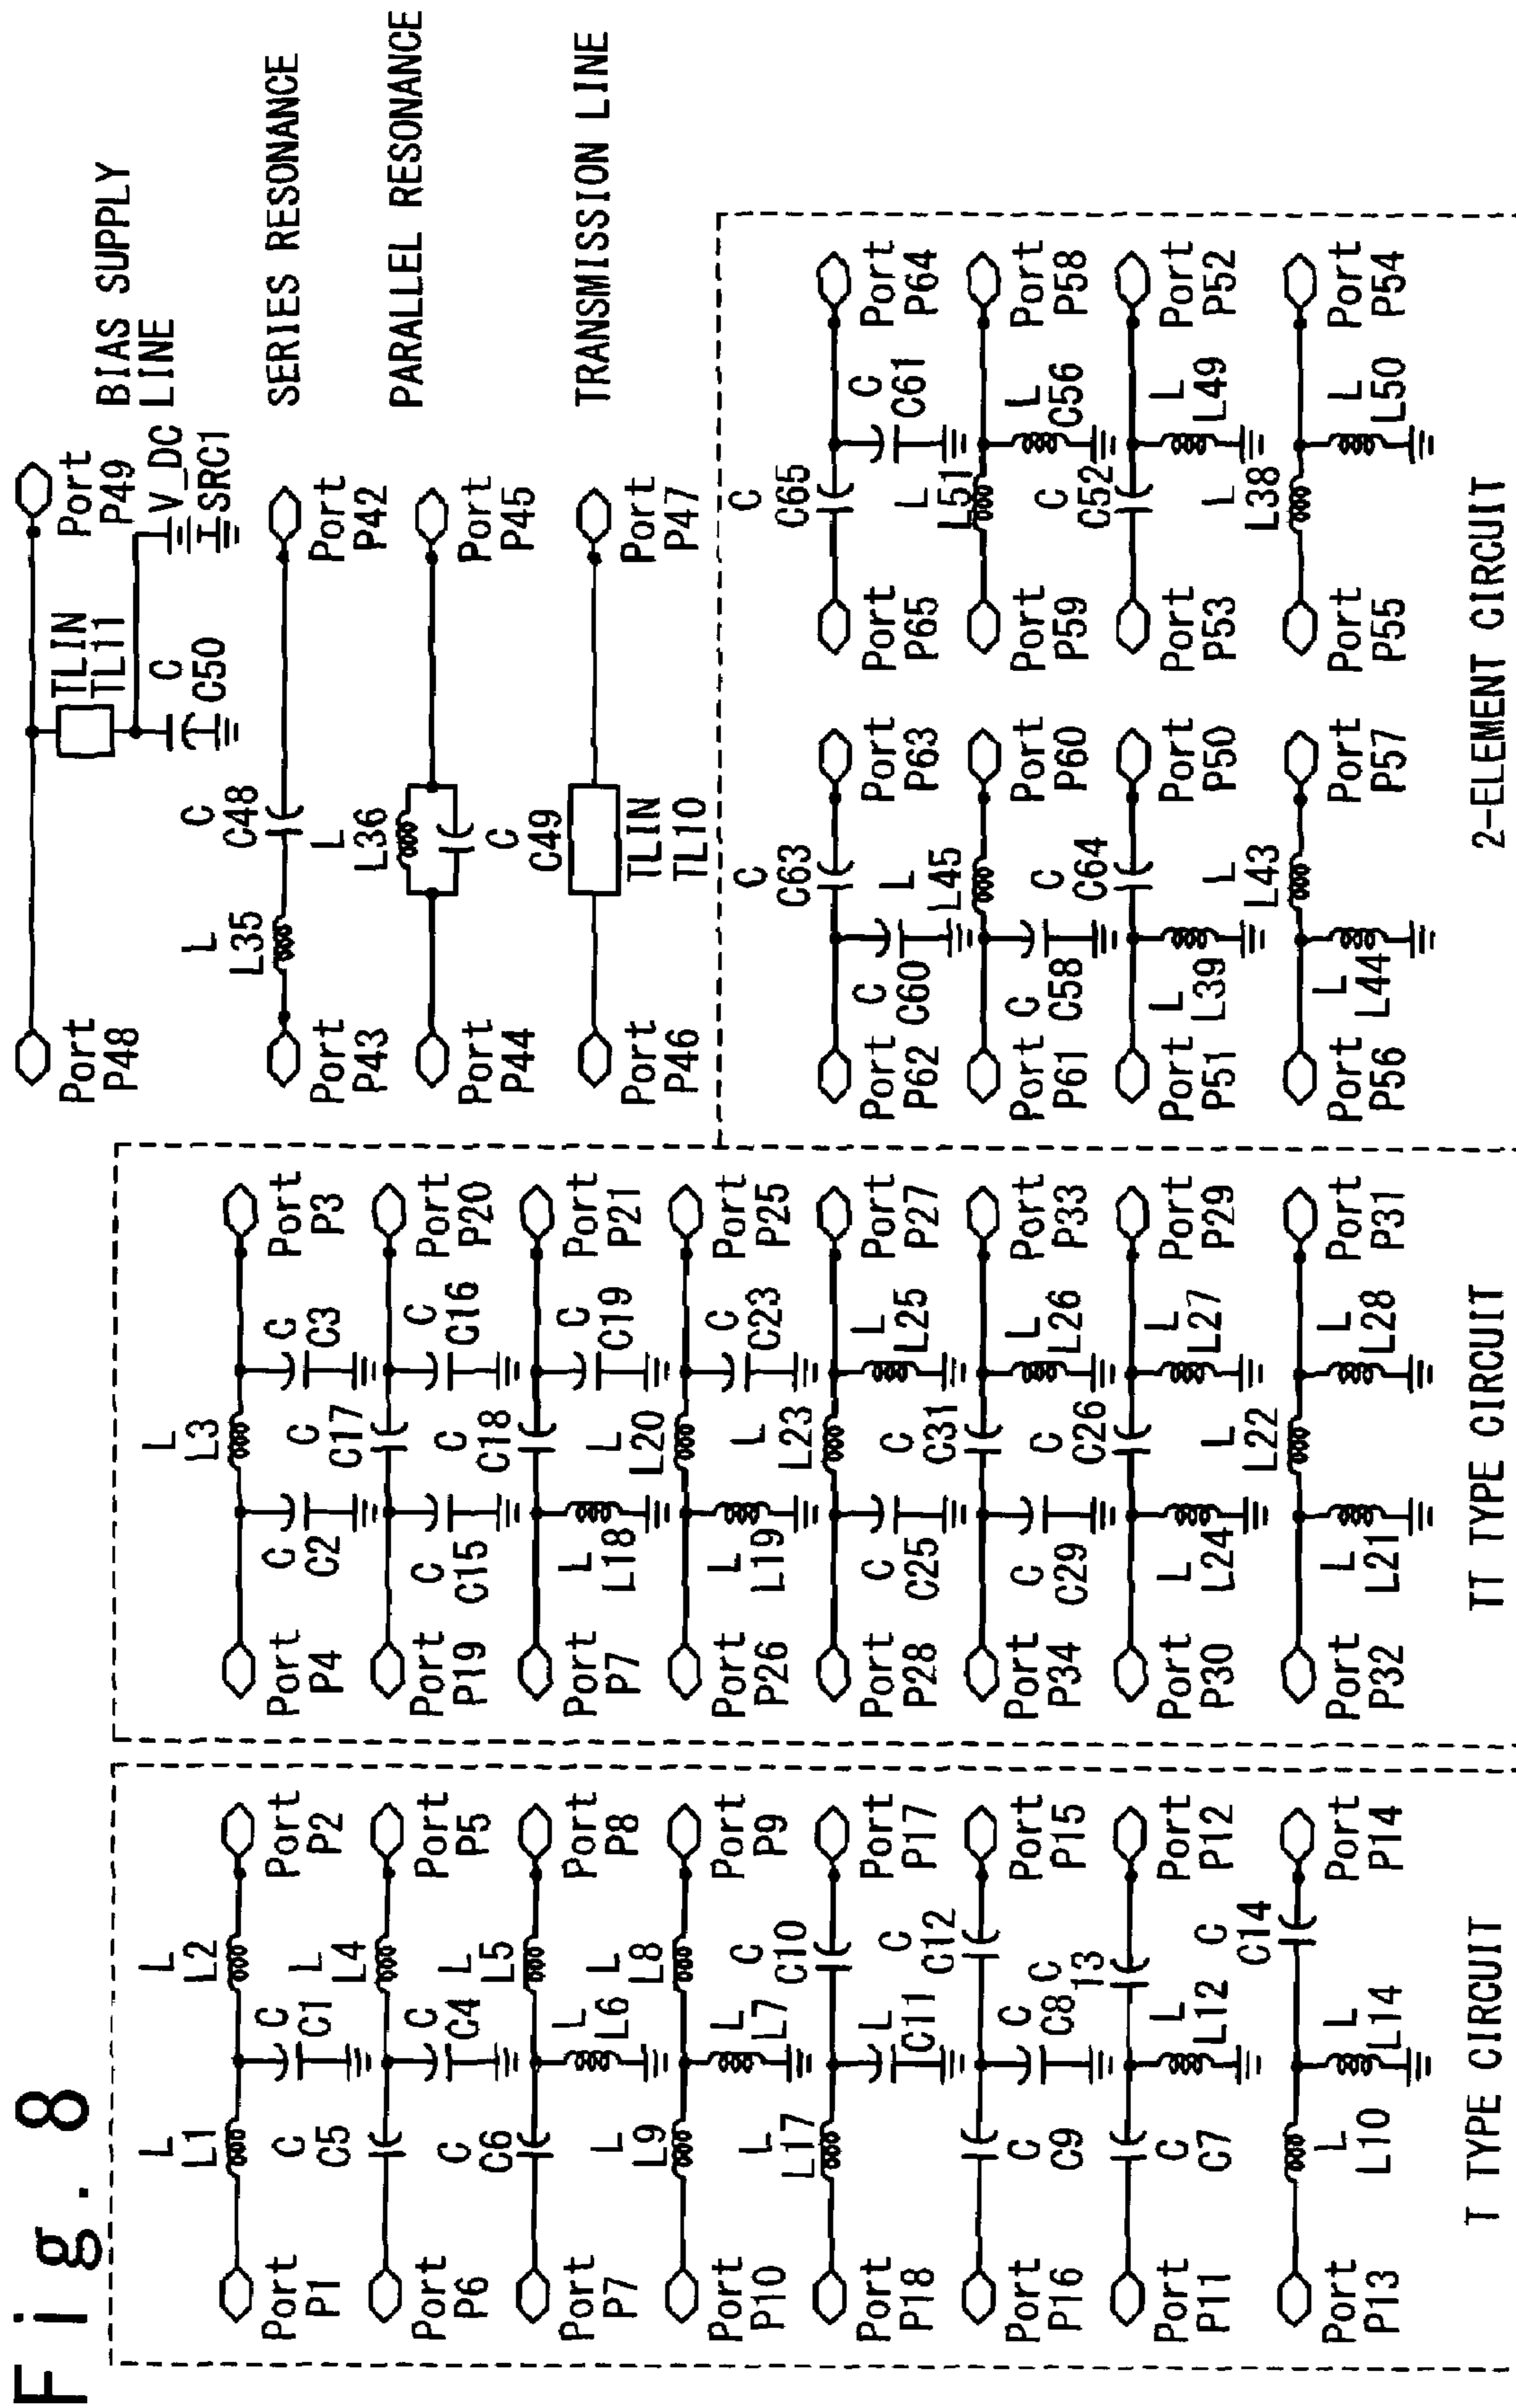 Fig. 8
L
L1
L
L2
C
C1
Port
P1
Port
P2
C
C5
L
L4
C
C4
Port
P6
Port
P5
C
C6
L
L5
L
L6
Port
P7
Port
P8
L
L9
L
L8
L
L7
Port
P10
Port
P9
L
L17
C
C10
L
C11
Port
P18
Port
P17
C
C9
C
C12
C
C8
Port
P16
Port
P15
C
C7
C
13
L
L12
Port
P11
Port
P12
L
L10
C
C14
L
L14
Port
P13
Port
P14
T TYPE CIRCUIT
L
L3
C
C2
C
C3
Port
P4
Port
P3
C
C17
C
C15
C
C16
Port
P19
Port
P20
C
C18
L
L18
C
C19
Port
P7
Port
P21
L
L20
L
L19
C
C23
Port
P26
Port
P25
L
L23
C
C25
L
L25
Port
P28
Port
P27
C
C31
C
C29
L
L26
Port
P34
Port
P33
C
C26
L
L24
L
L27
Port
P30
Port
P29
L
L22
L
L21
L
L28
Port
P32
Port
P31
TT TYPE CIRCUIT
Port
P48
TLIN
TL11
C
C50
Port
P49
V_DC
SRC1
BIAS SUPPLY
LINE
L
L35
C
C48
Port
P43
Port
P42
SERIES RESONANCE
L
L36
C
C49
Port
P44
Port
P45
PARALLEL RESONANCE
TLIN
TL10
Port
P46
Port
P47
TRANSMISSION LINE
C
C63
C
C60
Port
P62
Port
P63
C
C65
C
C61
Port
P65
Port
P64
L
L45
C
C58
Port
P61
Port
P60
L
L51
L
C56
Port
P59
Port
P58
C
C64
L
L39
Port
P51
Port
P50
C
C52
L
L49
Port
P53
Port
P52
L
L43
L
L44
Port
P56
Port
P57
L
L38
L
L50
Port
P55
Port
P54
2-ELEMENT CIRCUIT